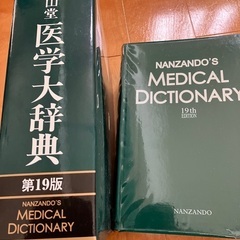 山堂
医学大辞典
第19版
NANZANDO'S
MEDICAL
DICTIONARY
NANZANDO'S
MEDICAL
DICTIONARY
19th
EDITION
NANZANDO